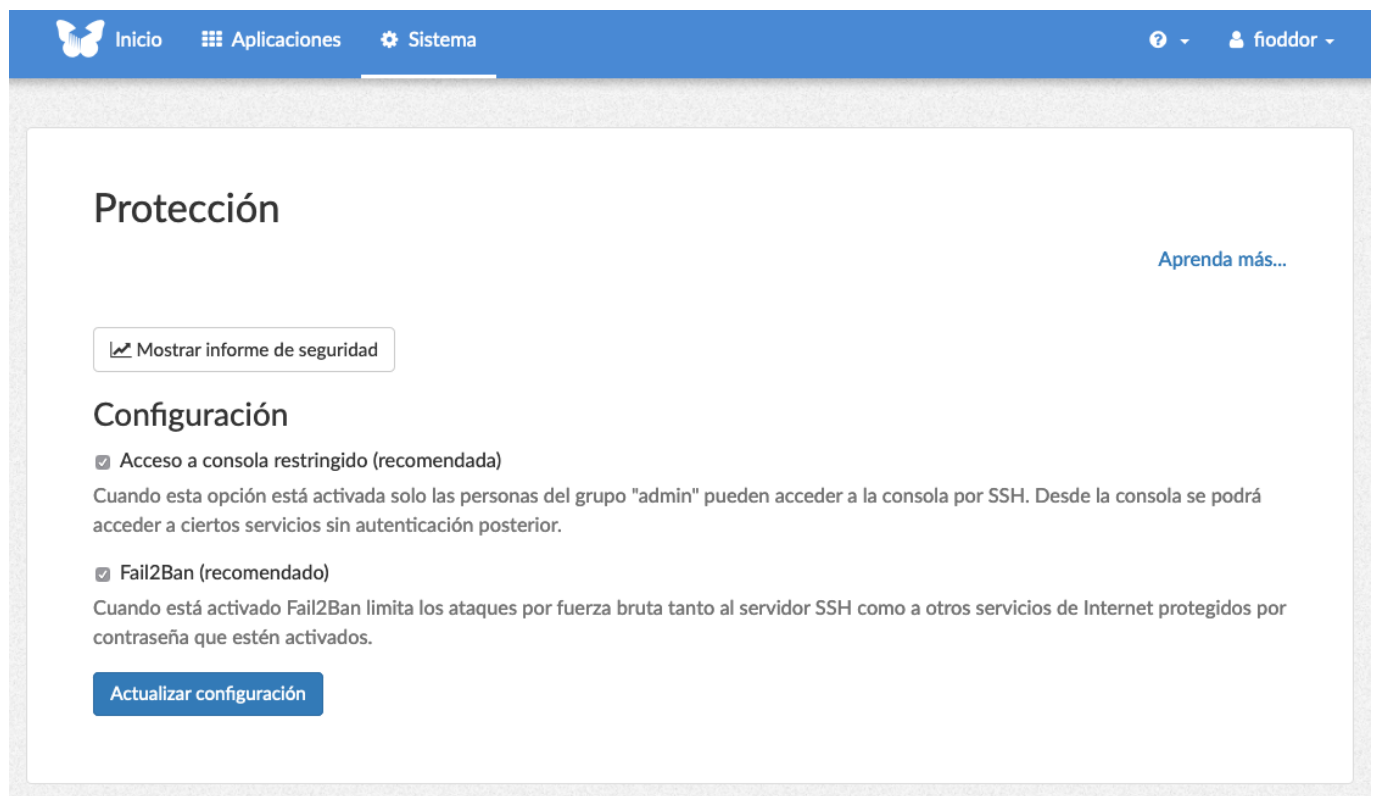 Inicio Aplicaciones Sistema fioddor
Protección
Aprenda más...
Mostrar informe de seguridad
Configuración
Acceso a consola restringido (recomendada)
Cuando esta opción está activada solo las personas del grupo "admin" pueden acceder a la consola por SSH. Desde la consola se podrá
acceder a ciertos servicios sin autenticación posterior.
Fail2Ban (recomendado)
Cuando está activado Fail2Ban limita los ataques por fuerza bruta tanto al servidor SSH como a otros servicios de Internet protegidos por
contraseña que estén activados.
Actualizar configuración